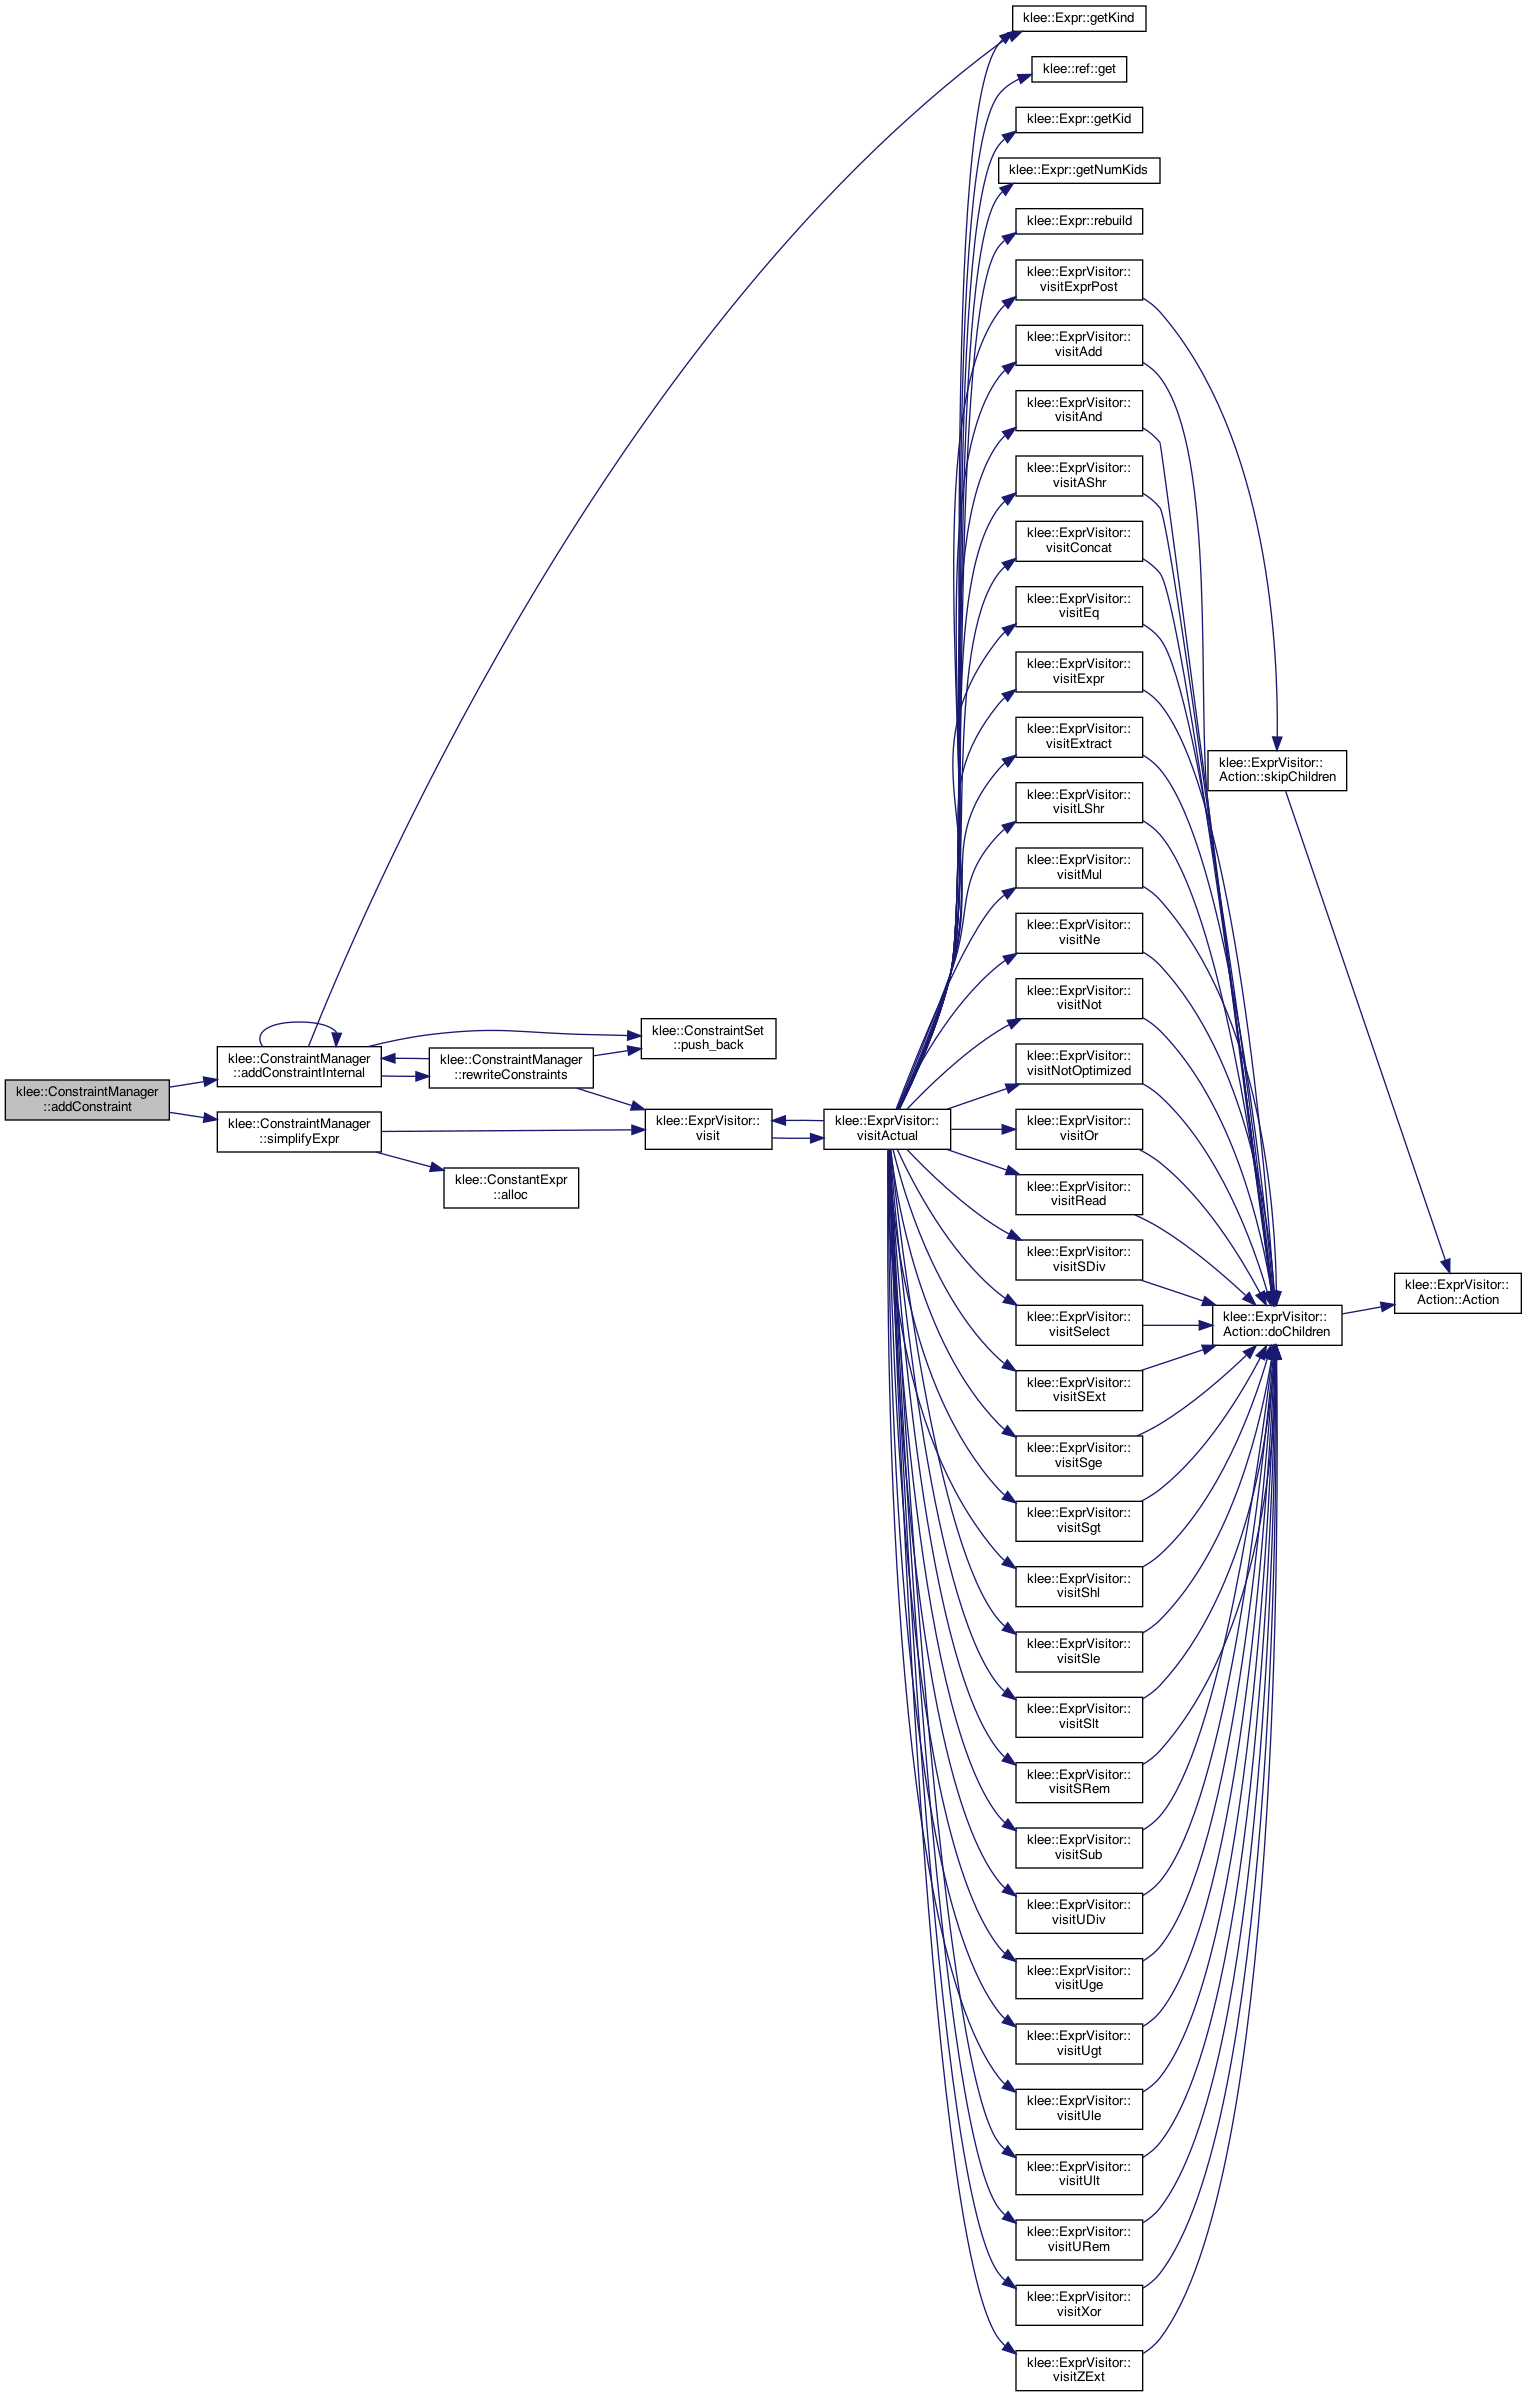 klee::ConstraintManager
::addConstraint
klee::ConstraintManager
::addConstraintInternal
klee::ConstraintManager
::simplifyExpr
klee::ConstraintManager
::rewriteConstraints
klee::ConstantExpr
::alloc
klee::ConstraintSet
::push_back
klee::ExprVisitor::
visit
klee::ExprVisitor::
visitActual
klee::Expr::getKind
klee::ref::get
klee::Expr::getKid
klee::Expr::getNumKids
klee::Expr::rebuild
klee::ExprVisitor::
visitExprPost
klee::ExprVisitor::
visitAdd
klee::ExprVisitor::
visitAnd
klee::ExprVisitor::
visitAShr
klee::ExprVisitor::
visitConcat
klee::ExprVisitor::
visitEq
klee::ExprVisitor::
visitExpr
klee::ExprVisitor::
visitExtract
klee::ExprVisitor::
visitLShr
klee::ExprVisitor::
visitMul
klee::ExprVisitor::
visitNe
klee::ExprVisitor::
visitNot
klee::ExprVisitor::
visitNotOptimized
klee::ExprVisitor::
visitOr
klee::ExprVisitor::
visitRead
klee::ExprVisitor::
visitSDiv
klee::ExprVisitor::
visitSelect
klee::ExprVisitor::
visitSExt
klee::ExprVisitor::
visitSge
klee::ExprVisitor::
visitSgt
klee::ExprVisitor::
visitShl
klee::ExprVisitor::
visitSle
klee::ExprVisitor::
visitSlt
klee::ExprVisitor::
visitSRem
klee::ExprVisitor::
visitSub
klee::ExprVisitor::
visitUDiv
klee::ExprVisitor::
visitUge
klee::ExprVisitor::
visitUgt
klee::ExprVisitor::
visitUle
klee::ExprVisitor::
visitUlt
klee::ExprVisitor::
visitURem
klee::ExprVisitor::
visitXor
klee::ExprVisitor::
visitZExt
klee::ExprVisitor::
Action::skipChildren
klee::ExprVisitor::
Action::doChildren
klee::ExprVisitor::
Action::Action